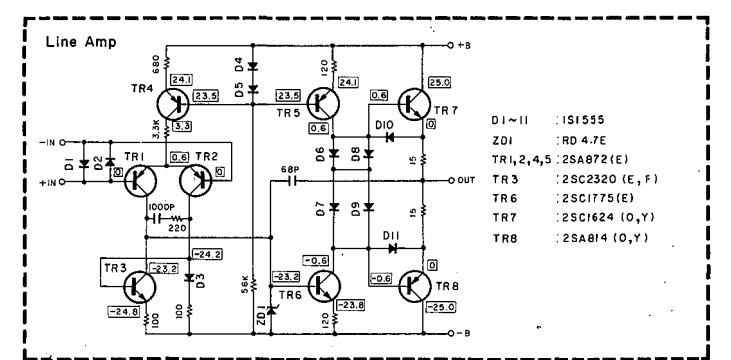 Line Amp
+B
680
D4
D5
120
24.1
24.1
25.0
TR4
23.5
23.5
0.6
TR5
TR7
3.3K
3.3
0.6
D10
0
-IN
D1
D2
0
TR1
0.6
TR2
0
D6
D8
15
+IN
68P
OUT
1000P
220
D7
D9
15
-24.2
D11
TR3
-23.2
D3
56K
-0.6
0
-23.2
-0.6
TR6
TR8
-24.8
ZD1
-23.8
-25.0
100
100
120
-B
D1~11 : 1S1555
ZD1 : RD 4.7E
TR1,2,4,5 : 2SA872(E)
TR3 : 2SC2320 (E, F)
TR6 : 2SC1775(E)
TR7 : 2SC1624 (O,Y)
TR8 : 2SA814 (O,Y)